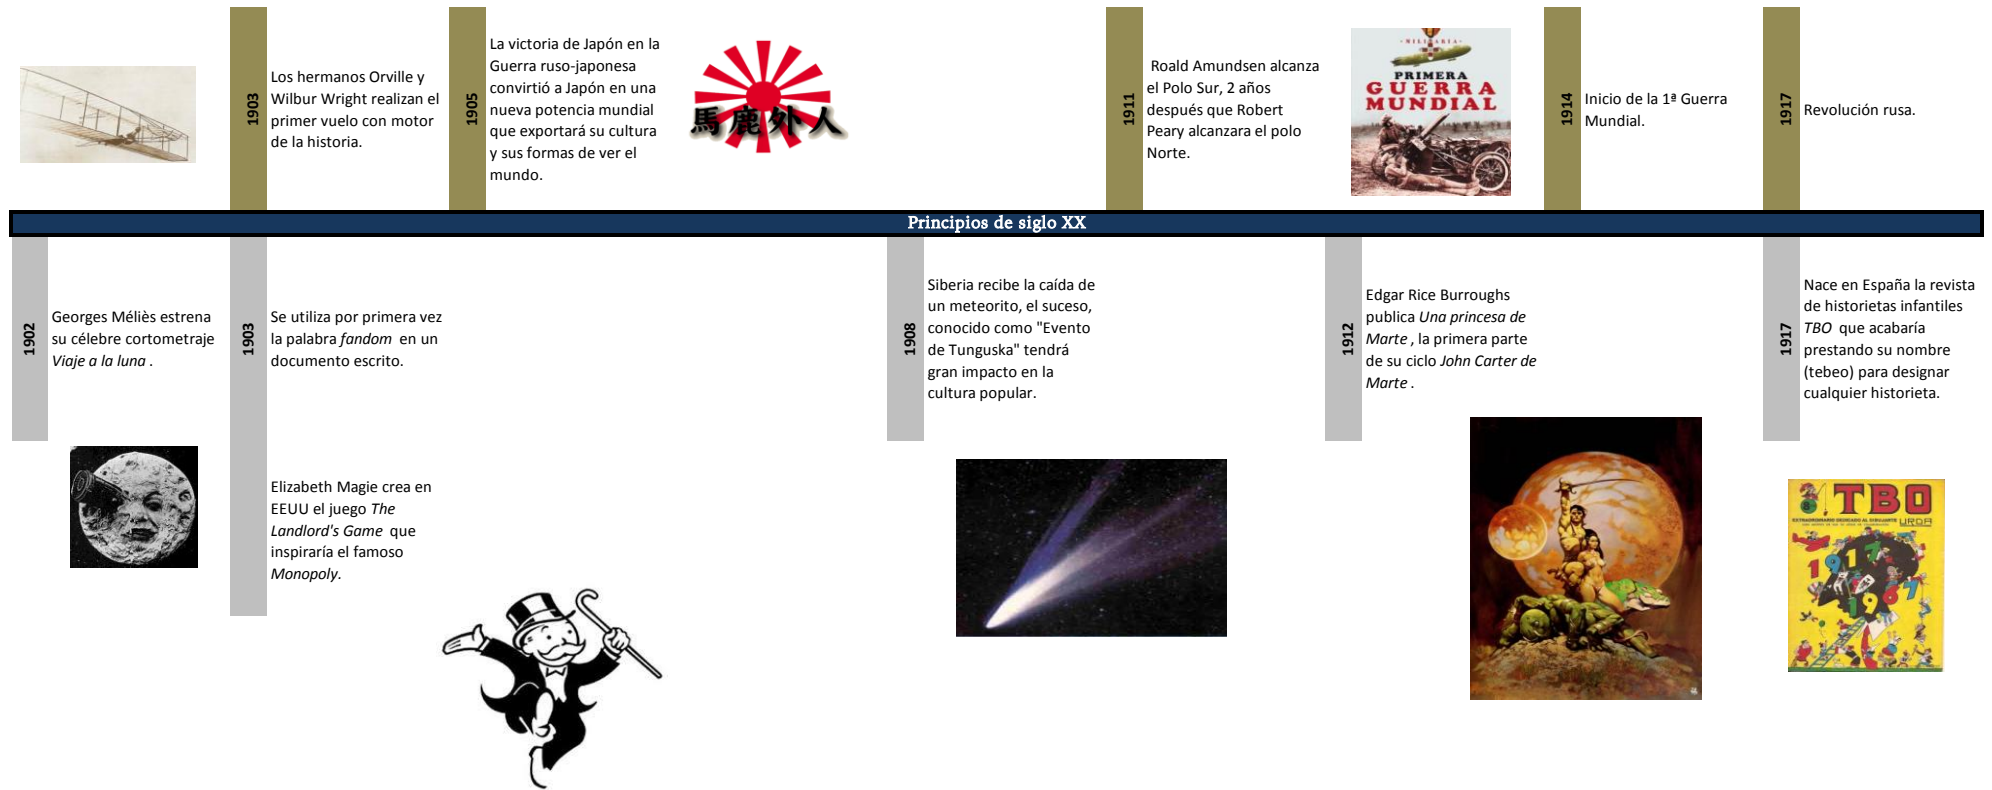 1903
Los hermanos Orville y
Wilbur Wright realizan el
primer vuelo con motor
de la historia.
1905
La victoria de Japón en la
Guerra ruso-japonesa
convirtió a Japón en una
nueva potencia mundial
que exportará su cultura
y sus formas de ver el
mundo.
馬鹿外人
1911
Roald Amundsen alcanza
el Polo Sur, 2 años
después que Robert
Peary alcanzara el polo
Norte.
·MILITARIA·
PRIMERA
GUERRA
MUNDIAL
1914
Inicio de la 1ª Guerra
Mundial.
1917
Revolución rusa.
Principios de siglo XX
1902
Georges Méliès estrena
su célebre cortometraje
Viaje a la luna .
1903
Se utiliza por primera vez
la palabra fandom en un
documento escrito.
Elizabeth Magie crea en
EEUU el juego The
Landlord's Game que
inspiraría el famoso
Monopoly.
1908
Siberia recibe la caída de
un meteorito, el suceso,
conocido como "Evento
de Tunguska" tendrá
gran impacto en la
cultura popular.
1912
Edgar Rice Burroughs
publica Una princesa de
Marte , la primera parte
de su ciclo John Carter de
Marte .
1917
Nace en España la revista
de historietas infantiles
TBO que acabaría
prestando su nombre
(tebeo) para designar
cualquier historieta.
8
TBO
EXTRAORDINARIO DEDICADO AL DIBUJANTE URDA
1917
1967